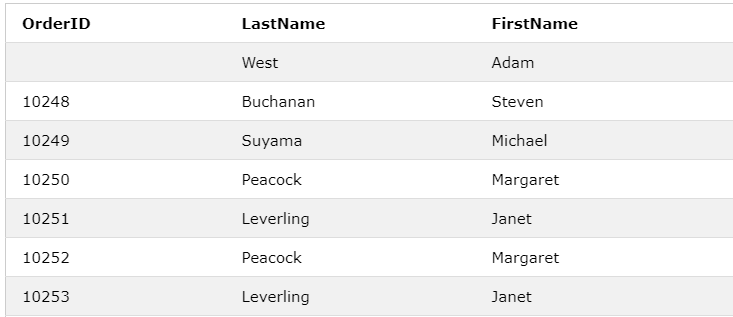 OrderID LastName FirstName
West Adam
10248 Buchanan Steven
10249 Suyama Michael
10250 Peacock Margaret
10251 Leverling Janet
10252 Peacock Margaret
10253 Leverling Janet